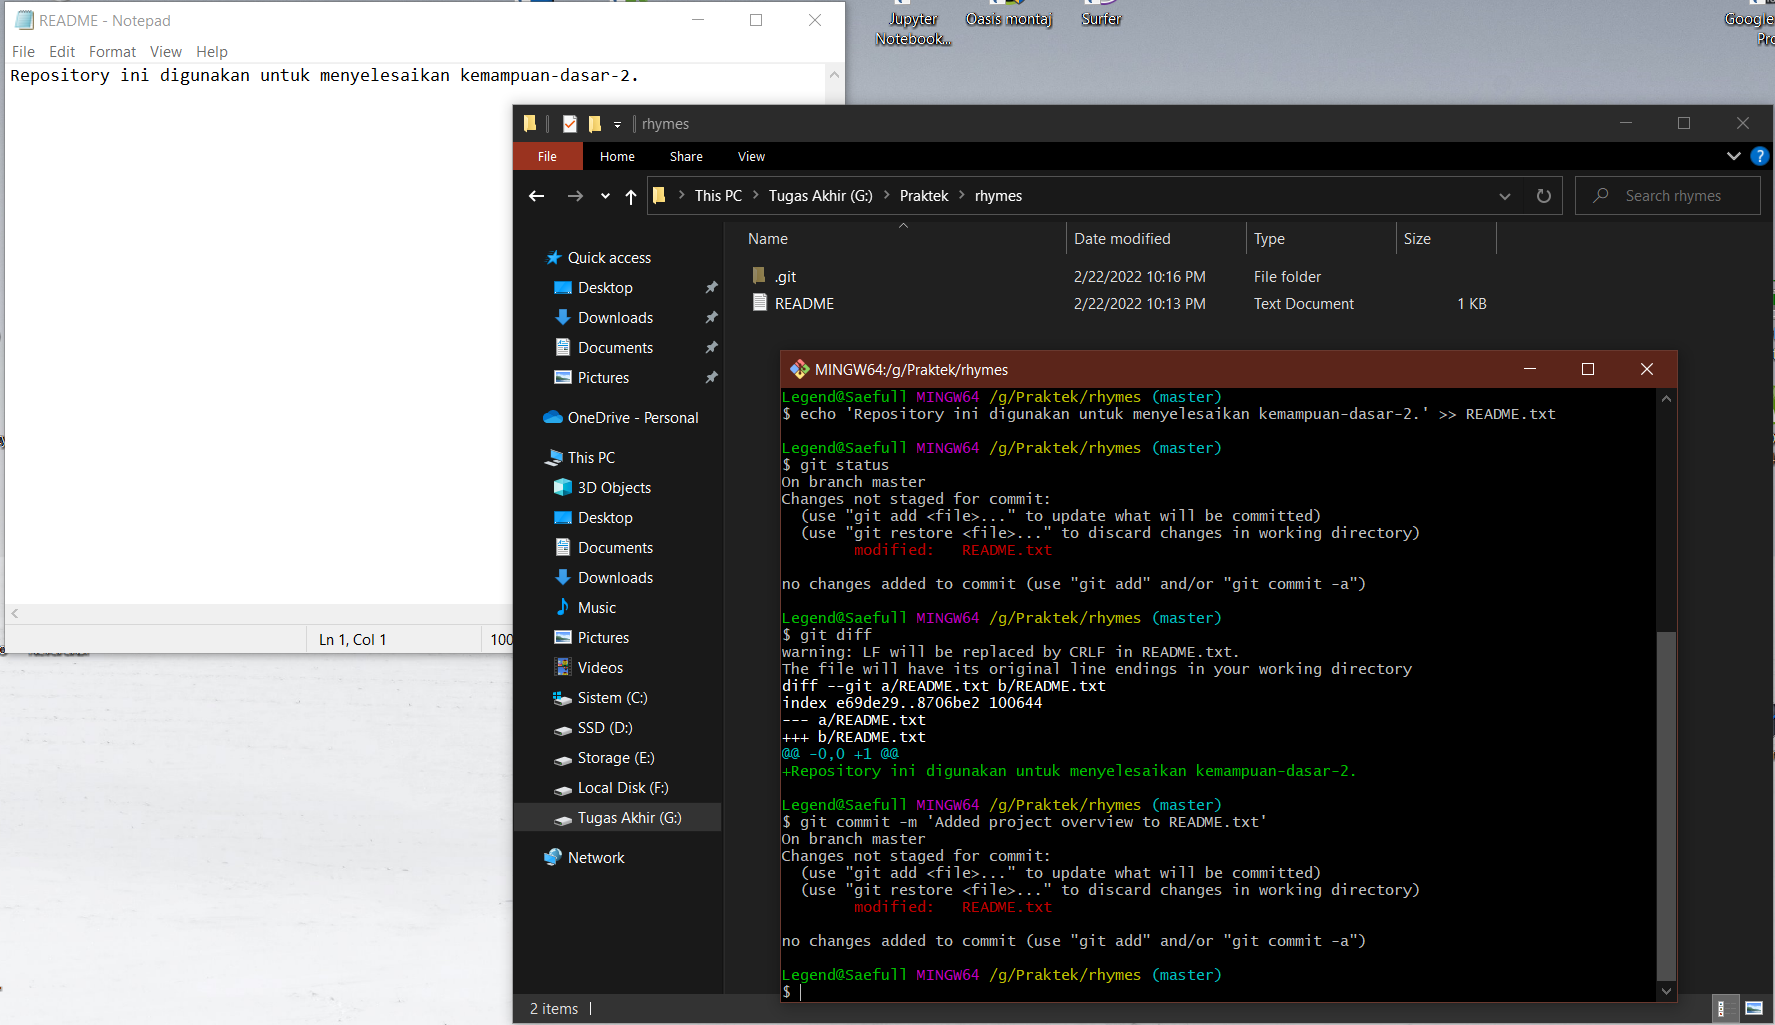 README - Notepad
File Edit Format View Help
Repository ini digunakan untuk menyelesaikan kemampuan-dasar-2.
Ln 1, Col 1
100
Jupyter
Notebook...
Oasis montaj
Surfer
Google
rhymes
File Home Share View
This PC Tugas Akhir (G:) Praktek rhymes
Search rhymes
Name Date modified Type Size
.git 2/22/2022 10:16 PM File folder
README 2/22/2022 10:13 PM Text Document 1 KB
Quick access
Desktop
Downloads
Documents
Pictures
OneDrive - Personal
This PC
3D Objects
Desktop
Documents
Downloads
Music
Pictures
Videos
Sistem (C:)
SSD (D:)
Storage (E:)
Local Disk (F:)
Tugas Akhir (G:)
Network
2 items
MINGW64:/g/Praktek/rhymes
Legend@Saefull MINGW64 /g/Praktek/rhymes (master)
$ echo 'Repository ini digunakan untuk menyelesaikan kemampuan-dasar-2.' >> README.txt
Legend@Saefull MINGW64 /g/Praktek/rhymes (master)
$ git status
On branch master
Changes not staged for commit:
(use "git add <file>..." to update what will be committed)
(use "git restore <file>..." to discard changes in working directory)
modified: README.txt
no changes added to commit (use "git add" and/or "git commit -a")
Legend@Saefull MINGW64 /g/Praktek/rhymes (master)
$ git diff
warning: LF will be replaced by CRLF in README.txt.
The file will have its original line endings in your working directory
diff --git a/README.txt b/README.txt
index e69de29..8706be2 100644
--- a/README.txt
+++ b/README.txt
@@ -0,0 +1 @@
+Repository ini digunakan untuk menyelesaikan kemampuan-dasar-2.
Legend@Saefull MINGW64 /g/Praktek/rhymes (master)
$ git commit -m 'Added project overview to README.txt'
On branch master
Changes not staged for commit:
(use "git add <file>..." to update what will be committed)
(use "git restore <file>..." to discard changes in working directory)
modified: README.txt
no changes added to commit (use "git add" and/or "git commit -a")
Legend@Saefull MINGW64 /g/Praktek/rhymes (master)
$